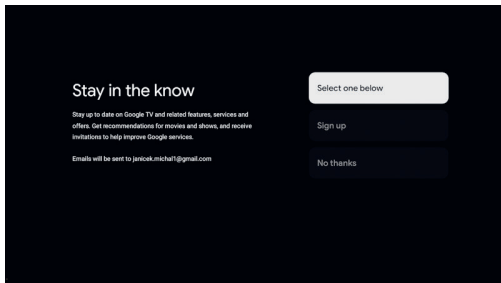 Stay in the know
Stay up to date on Google TV and related features, services and
offers. Get recommendations for movies and shows, and receive
invitations to help improve Google services.
Emails will be sent to janicek.michal1@gmail.com
Select one below
Sign up
No thanks